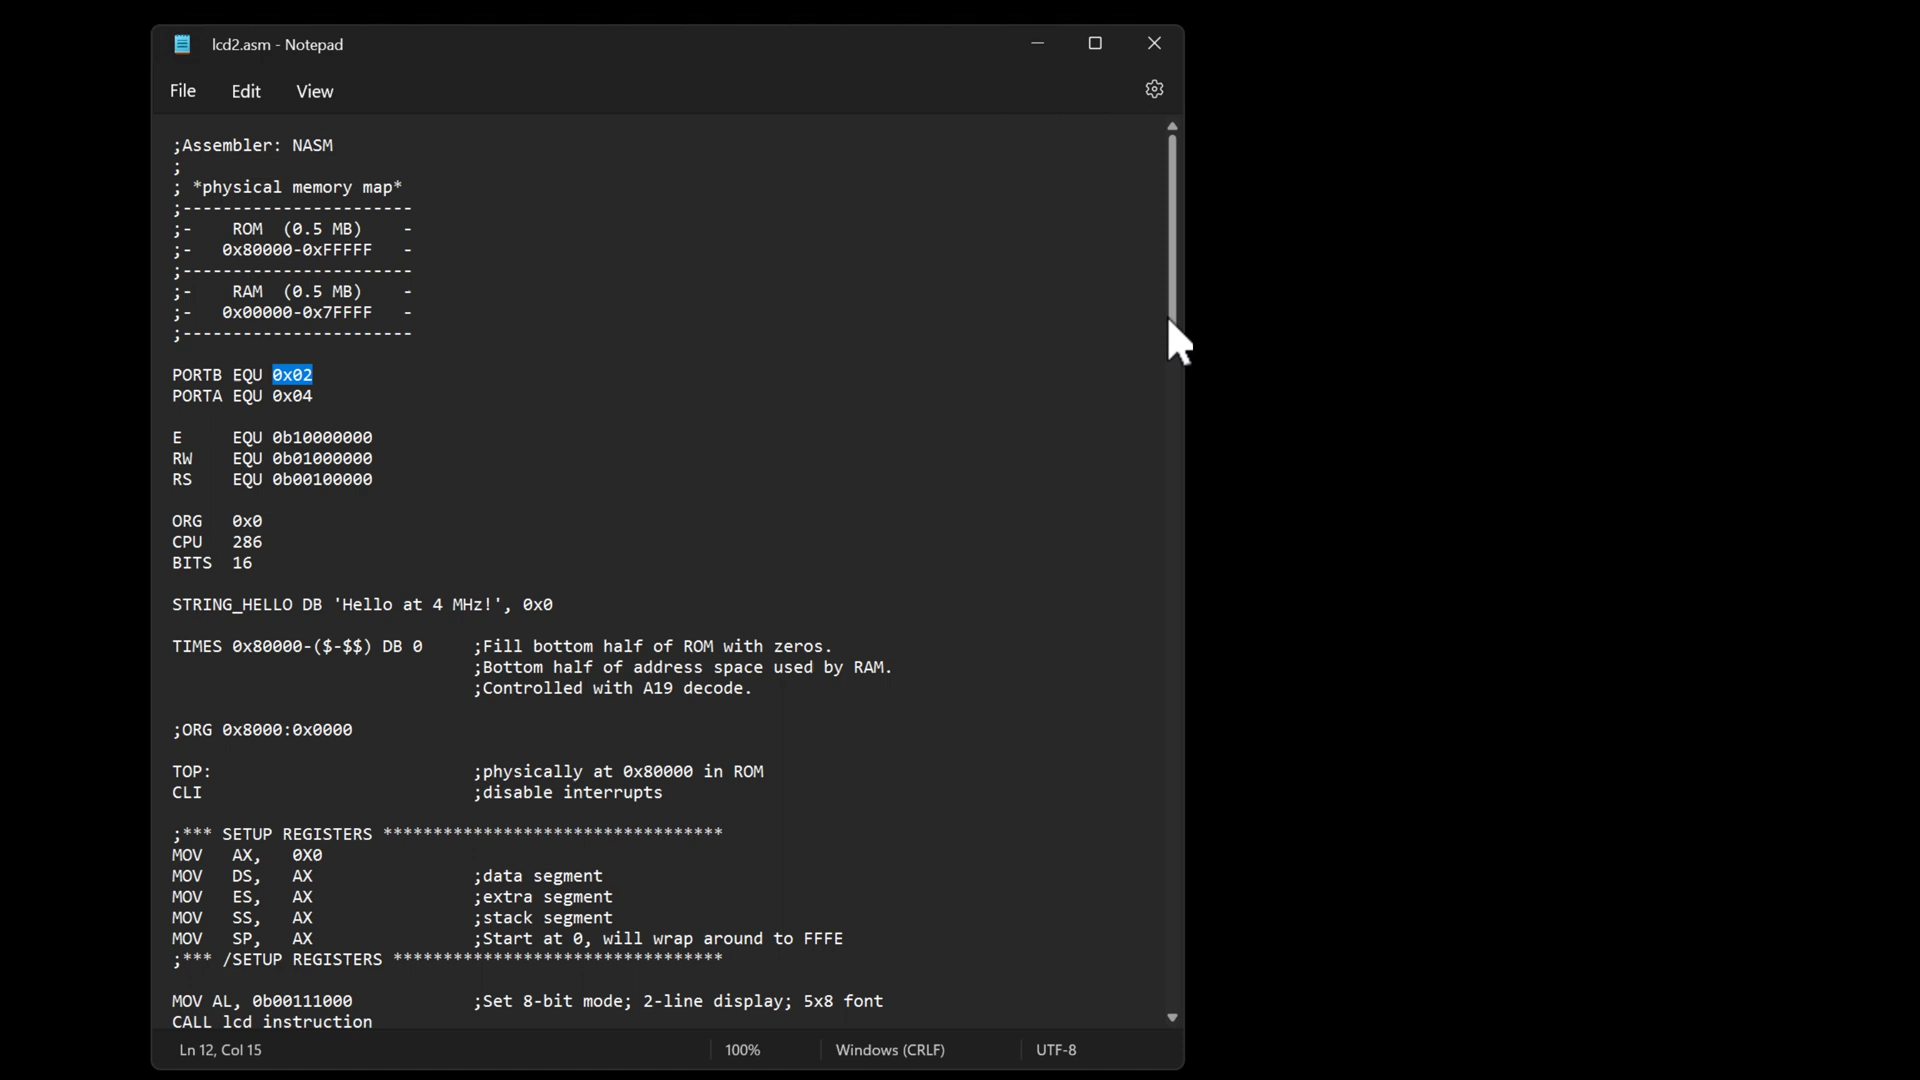 lcd2.asm - Notepad
File Edit View
;Assembler: NASM
;
; *physical memory map*
;-----------------------
;-    ROM  (0.5 MB)    -
;-   0x80000-0xFFFFF   -
;-----------------------
;-    RAM  (0.5 MB)    -
;-   0x00000-0x7FFFF   -
;-----------------------
PORTB EQU 0x02
PORTA EQU 0x04
E     EQU 0b10000000
RW    EQU 0b01000000
RS    EQU 0b00100000
ORG   0x0
CPU   286
BITS  16
STRING_HELLO DB 'Hello at 4 MHz!', 0x0
TIMES 0x80000-($-$$) DB 0     ;Fill bottom half of ROM with zeros.
;Bottom half of address space used by RAM.
;Controlled with A19 decode.
;ORG 0x8000:0x0000
TOP:                          ;physically at 0x80000 in ROM
CLI                           ;disable interrupts
;*** SETUP REGISTERS **********************************
MOV   AX,   0X0
MOV   DS,   AX                ;data segment
MOV   ES,   AX                ;extra segment
MOV   SS,   AX                ;stack segment
MOV   SP,   AX                ;Start at 0, will wrap around to FFFE
;*** /SETUP REGISTERS *********************************
MOV AL, 0b00111000            ;Set 8-bit mode; 2-line display; 5x8 font
CALL lcd instruction
Ln 12, Col 15 100% Windows (CRLF) UTF-8